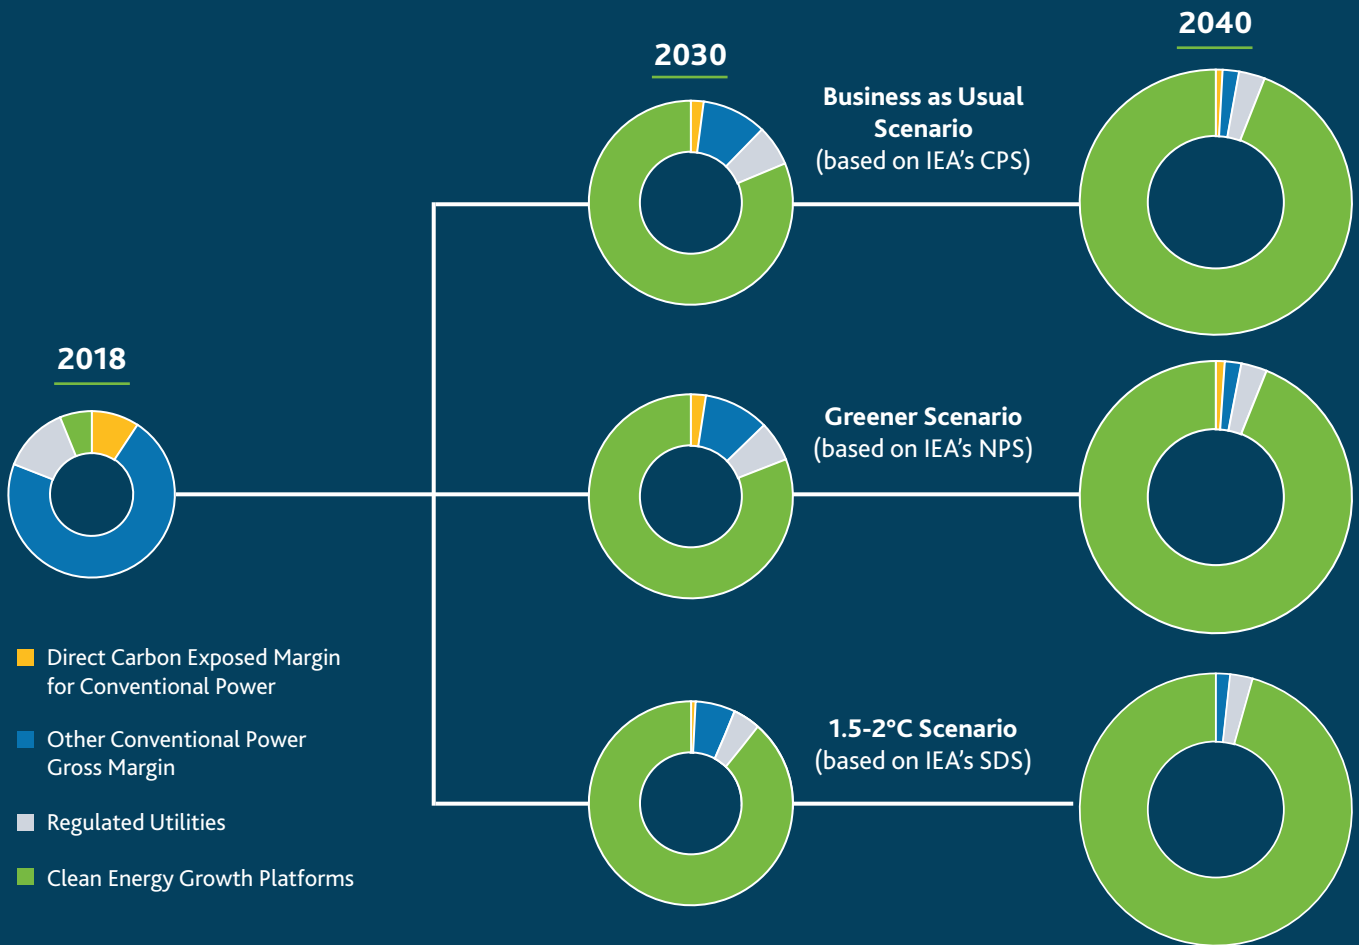 2040
2030
Business as Usual
Scenario
(based on IEA's CPS)
2018
Greener Scenario
(based on IEA's NPS)
Direct Carbon Exposed Margin
for Conventional Power
Other Conventional Power
Gross Margin
Regulated Utilities
Clean Energy Growth Platforms
1.5-2°C Scenario
(based on IEA's SDS)